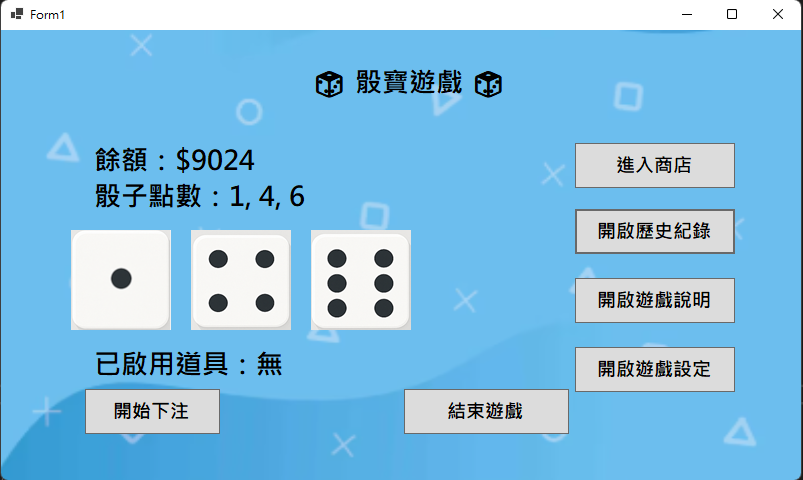 Form1
🎲 骰寶遊戲 🎲
餘額：$9024
骰子點數：1, 4, 6
進入商店
開啟歷史紀錄
開啟遊戲說明
已啟用道具：無
開啟遊戲設定
開始下注
結束遊戲